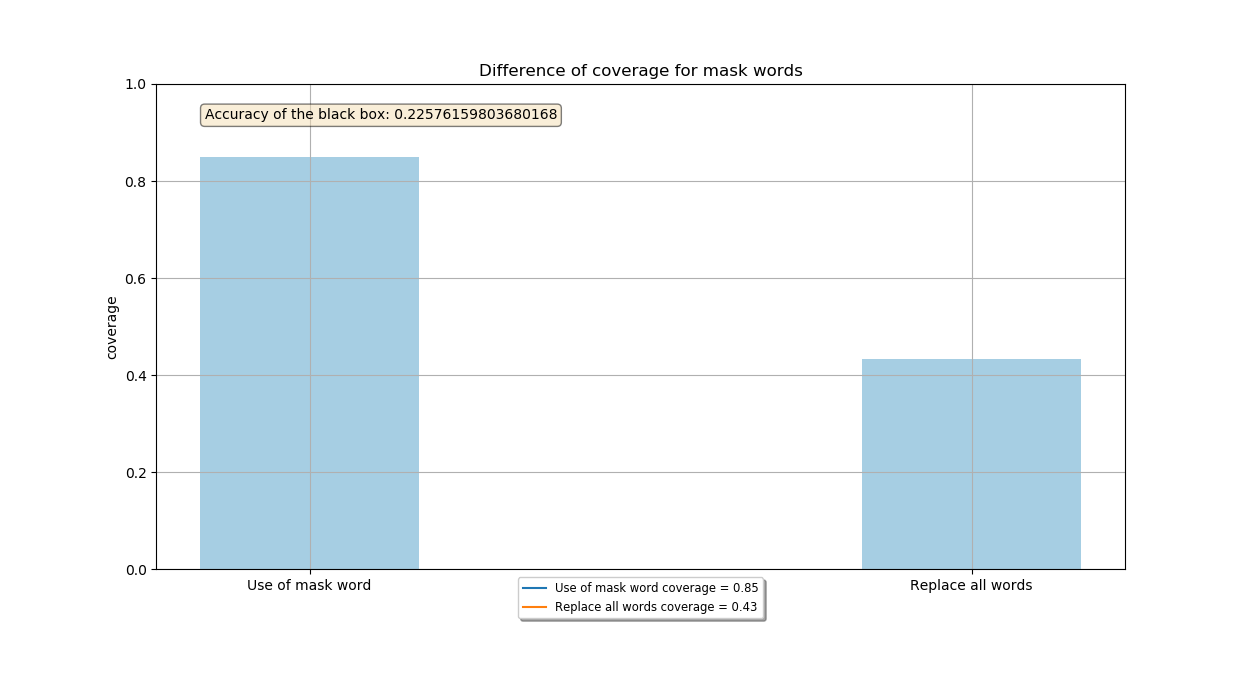 Difference of coverage for mask words
Accuracy of the black box: 0.22576159803680168
1.0
0.8
0.6
0.4
0.2
0.0
coverage
Use of mask word
Replace all words
Use of mask word coverage = 0.85
Replace all words coverage = 0.43